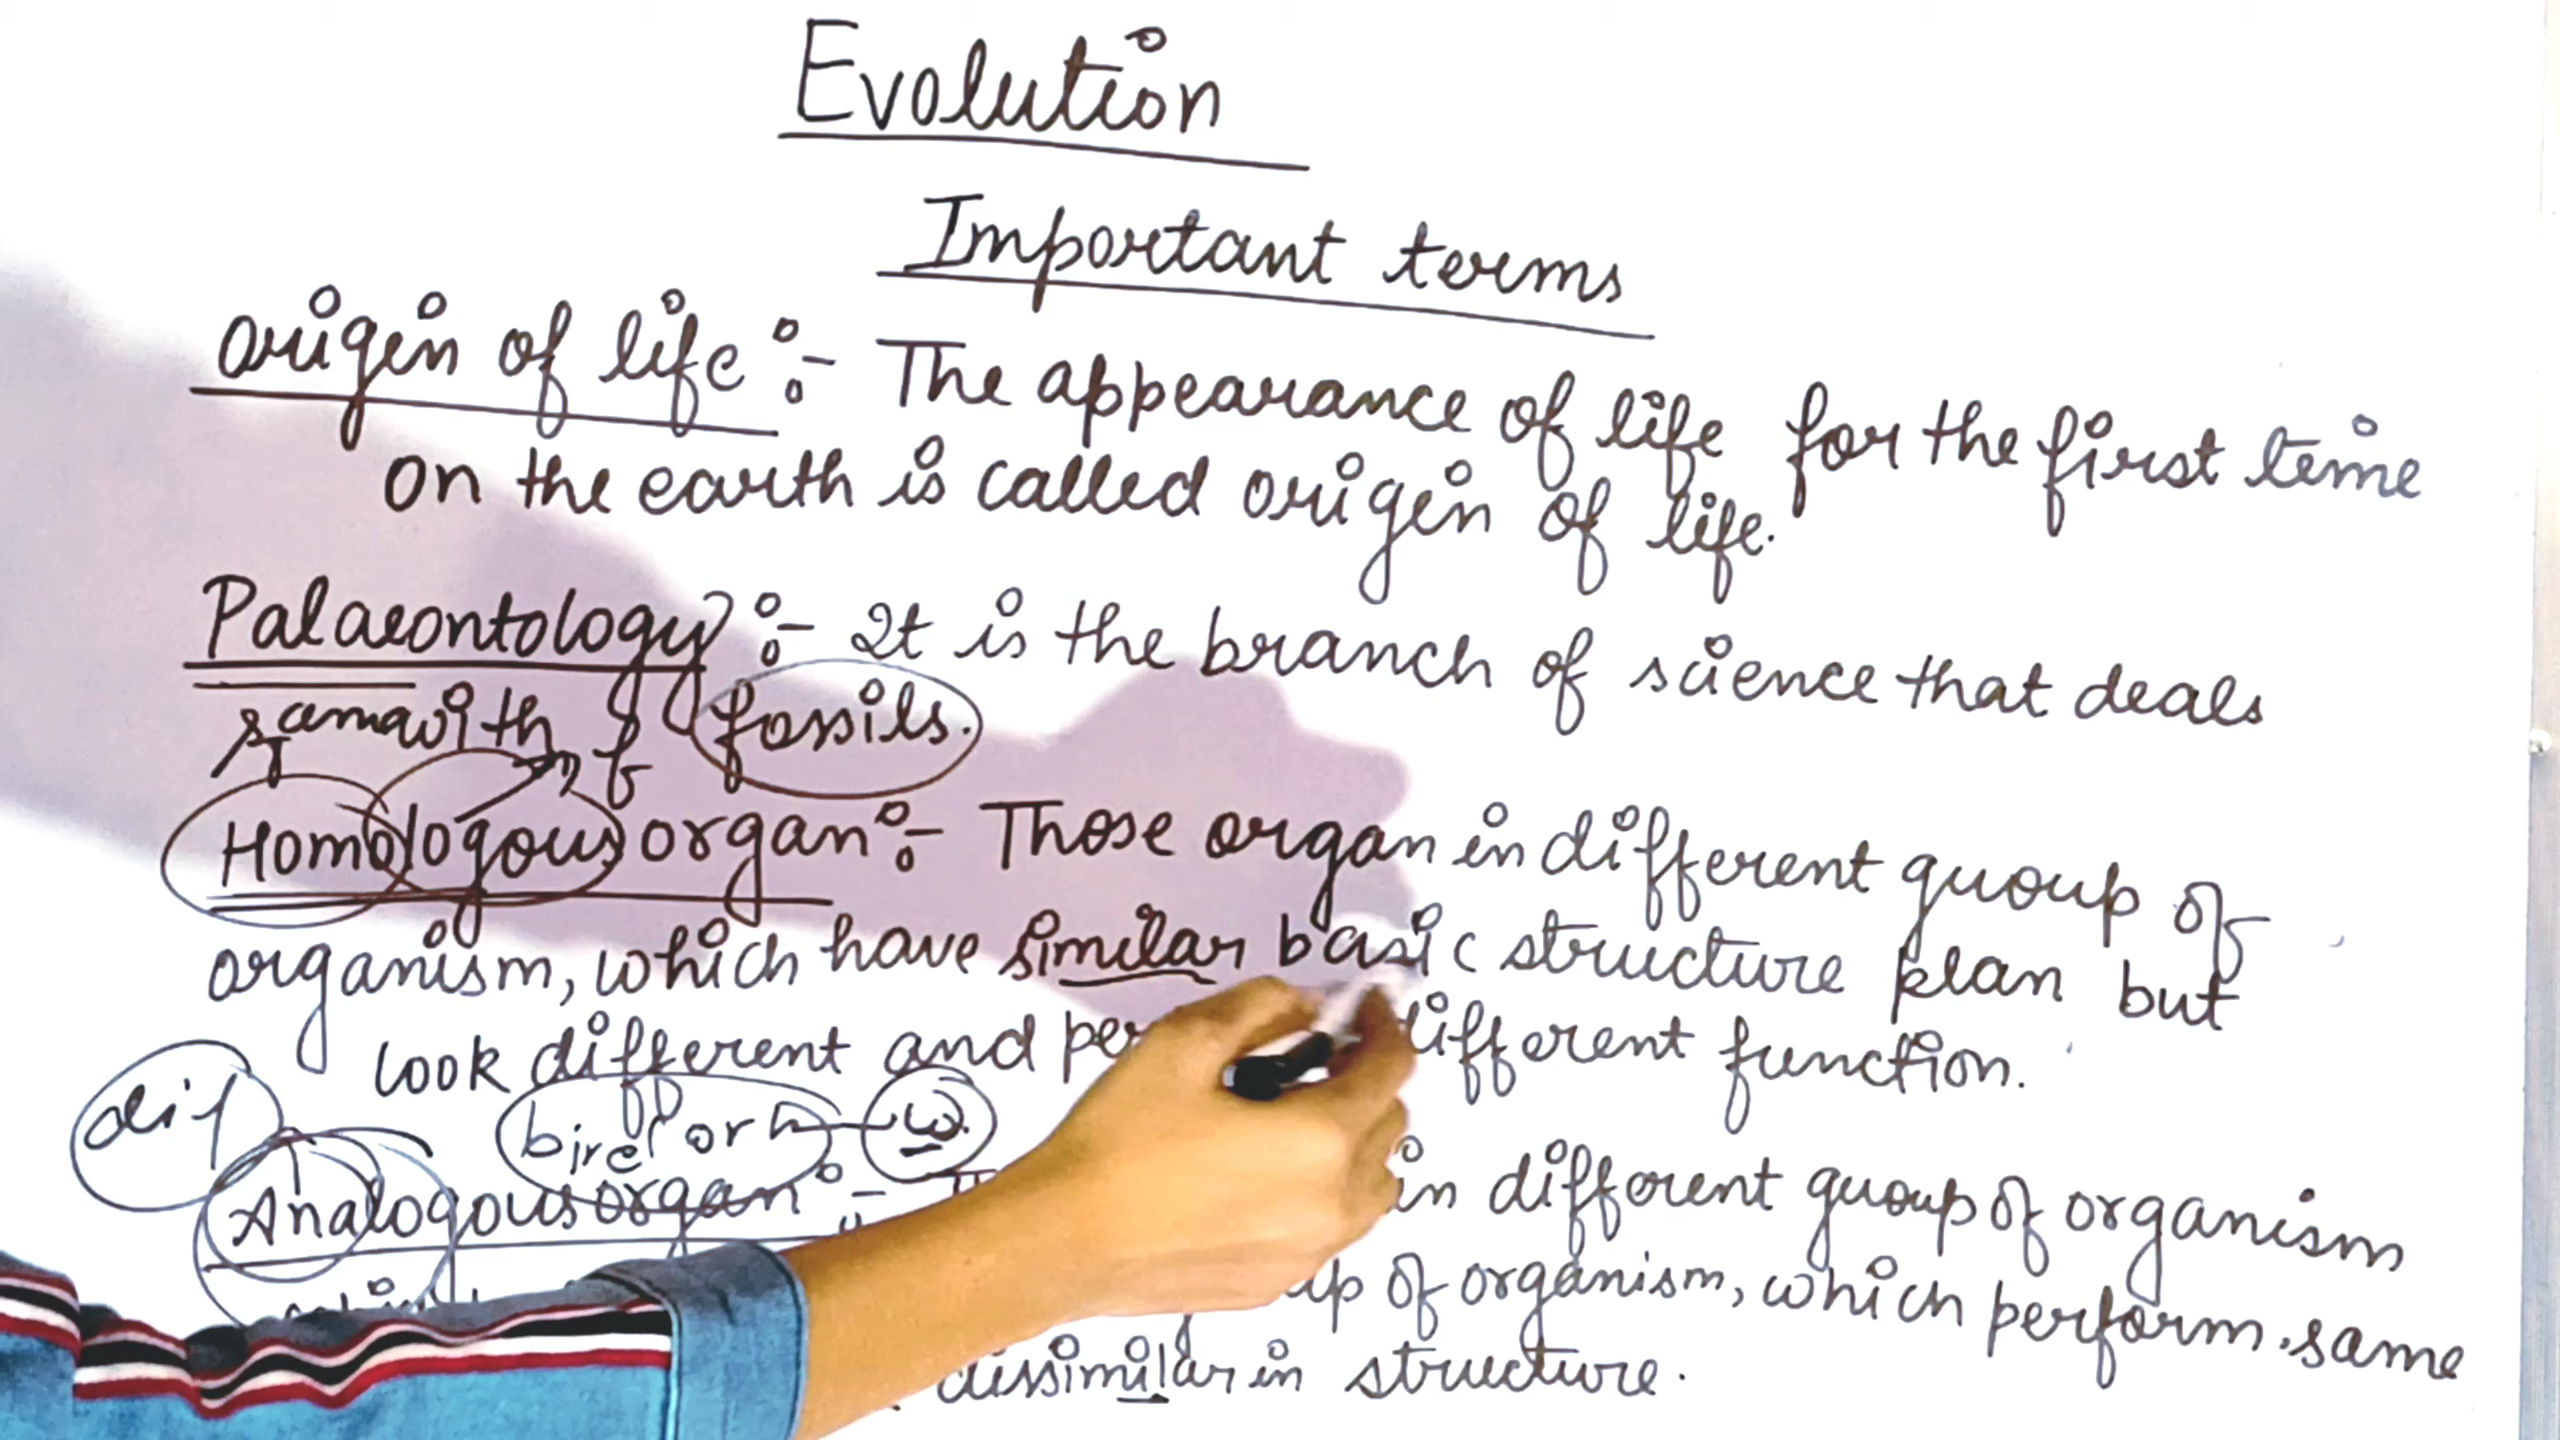 Evolution
Important terms
origin of life :- The appearance of life for the first time
on the earth is called origin of life.
Palaeontology :- It is the branch of science that deals
same with fossils.
Homologous organ :- Those organ in different group of
organism, which have similar basic structure plan but
look different and different function.
dif bird or
Analogous organ :- in different group of organism
of organism, which perform same
dissimilar in structure.